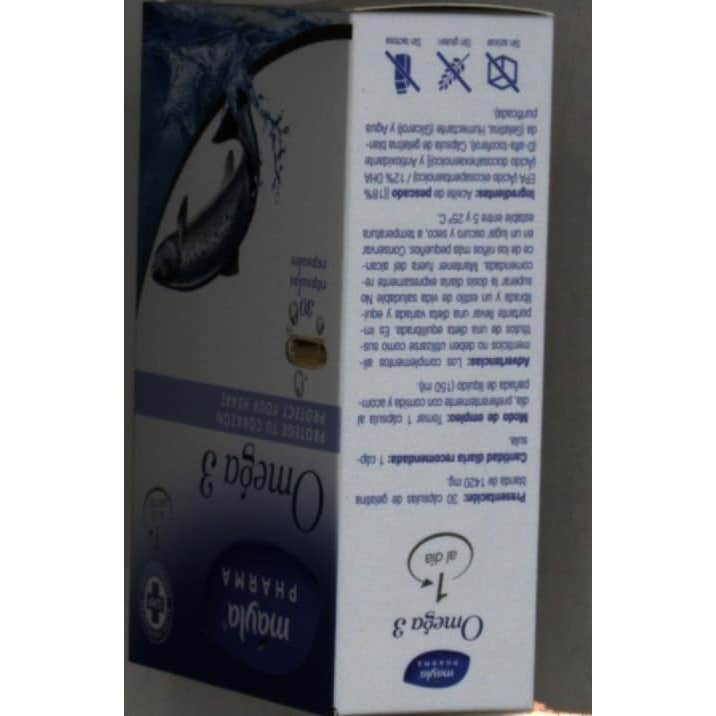 mayla
PHARMA
Omega 3
PROTEGE TU CORAZÓN
PROTECT YOUR HEART
30
cápsulas
capsules
mayla
PHARMA
Omega 3
1
al día
Presentación: 30 cápsulas de gelatina
blanda de 1420 mg.
Cantidad diaria recomendada: 1 cáp-
sula.
Modo de empleo: Tomar 1 cápsula al
día, preferentemente con comida y acom-
pañada de líquido (150 ml).
Advertencias: Los complementos ali-
menticios no deben utilizarse como sus-
titutos de una dieta equilibrada. Es im-
portante llevar una dieta variada y equi-
librada y un estilo de vida saludable No
superar la dosis diaria expresamente re-
comendada. Mantener fuera del alcan-
ce de los niños más pequeños. Conservar
en un lugar oscuro y seco, a temperatura
estable entre 5 y 25ºC.
Ingredientes: Aceite de pescado [(18%
EPA (Ácido eicosapentaenoico) / 12% DHA
(Ácido docosahexaenoico)] y Antioxidante
(D-alfa-tocoferol). Cápsula de gelatina blan-
da (Gelatina, Humectante (Glicerol) y Agua
purificada).
Sin azúcar
Sin gluten
Sin lactosa